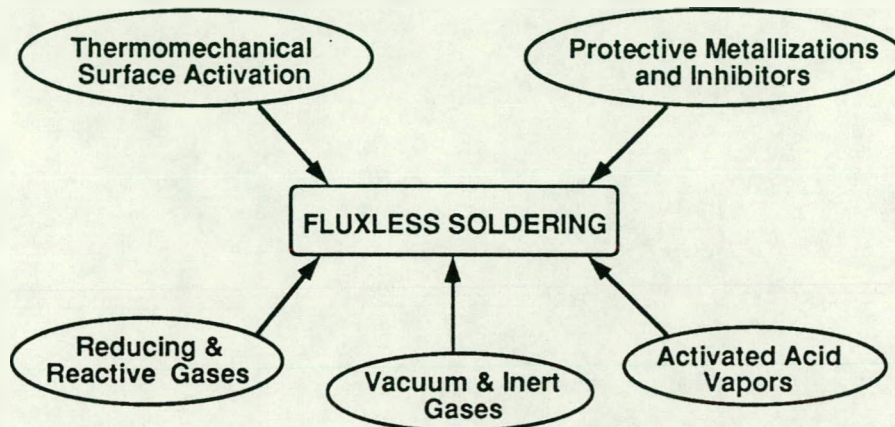 Thermomechanical
Surface Activation
Protective Metallizations
and Inhibitors
FLUXLESS SOLDERING
Reducing &
Reactive Gases
Vacuum & Inert
Gases
Activated Acid
Vapors